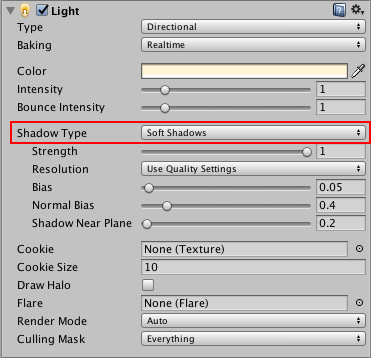 Light
Type Directional
Baking Realtime
Color
Intensity 1
Bounce Intensity 1
Shadow Type Soft Shadows
Strength 1
Resolution Use Quality Settings
Bias 0.05
Normal Bias 0.4
Shadow Near Plane 0.2
Cookie None (Texture)
Cookie Size 10
Draw Halo
Flare None (Flare)
Render Mode Auto
Culling Mask Everything